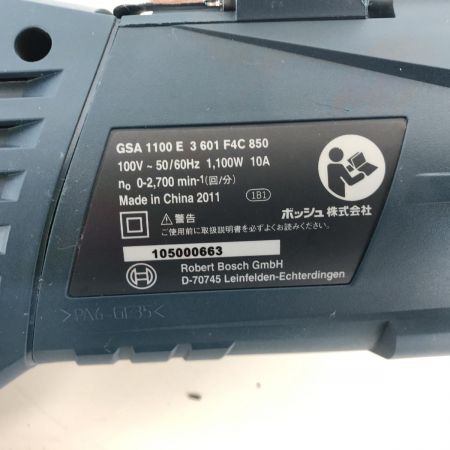 GSA 1100 E 3 601 F4C 850
100V ~ 50/60Hz 1,100W 10A
n₀ 0-2,700 min⁻¹(回/分)
Made in China 2011
1B1
ボッシュ株式会社
警告
ご使用前に取扱説明書を必ずよくお読みください。
105000663
Robert Bosch GmbH
D-70745 Leinfelden-Echterdingen
>PA6-GF35<